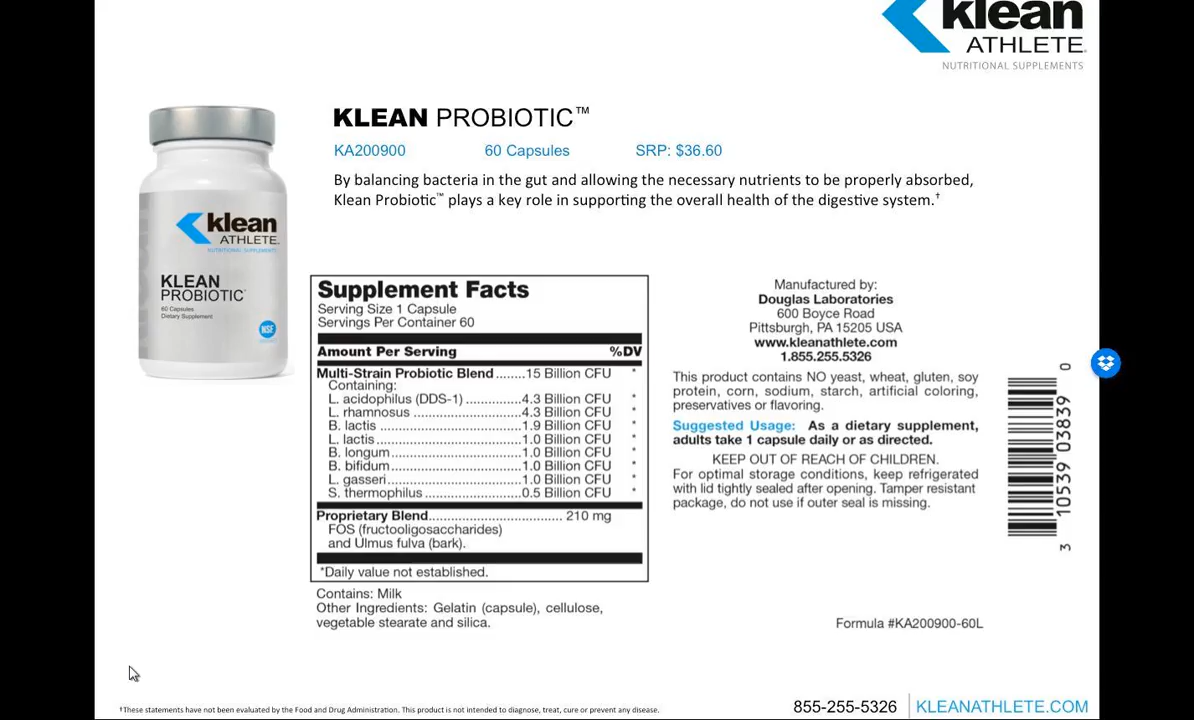 klean
ATHLETE.
NUTRITIONAL SUPPLEMENTS
KLEAN PROBIOTIC™
KA200900 60 Capsules SRP: $36.60
By balancing bacteria in the gut and allowing the necessary nutrients to be properly absorbed,
Klean Probiotic™ plays a key role in supporting the overall health of the digestive system.†
klean
ATHLETE.
NUTRITIONAL SUPPLEMENTS
KLEAN
PROBIOTIC™
60 Capsules
Dietary Supplement
NSF
Supplement Facts
Serving Size 1 Capsule
Servings Per Container 60
Amount Per Serving %DV
Multi-Strain Probiotic Blend ........15 Billion CFU *
Containing:
L. acidophilus (DDS-1) ..............4.3 Billion CFU *
L. rhamnosus ...........................4.3 Billion CFU *
B. lactis ....................................1.9 Billion CFU *
L. lactis.....................................1.0 Billion CFU *
B. longum.................................1.0 Billion CFU *
B. bifidum.................................1.0 Billion CFU *
L. gasseri..................................1.0 Billion CFU *
S. thermophilus ........................0.5 Billion CFU *
Proprietary Blend.................................. 210 mg
FOS (fructooligosaccharides)
and Ulmus fulva (bark).
*Daily value not established.
Contains: Milk
Other Ingredients: Gelatin (capsule), cellulose,
vegetable stearate and silica.
Manufactured by:
Douglas Laboratories
600 Boyce Road
Pittsburgh, PA 15205 USA
www.kleanathlete.com
1.855.255.5326
This product contains NO yeast, wheat, gluten, soy
protein, corn, sodium, starch, artificial coloring,
preservatives or flavoring.
Suggested Usage: As a dietary supplement,
adults take 1 capsule daily or as directed.
KEEP OUT OF REACH OF CHILDREN.
For optimal storage conditions, keep refrigerated
with lid tightly sealed after opening. Tamper resistant
package, do not use if outer seal is missing.
3 10539 03839 0
Formula #KA200900-60L
†These statements have not been evaluated by the Food and Drug Administration. This product is not intended to diagnose, treat, cure or prevent any disease.
855-255-5326 KLEANATHLETE.COM